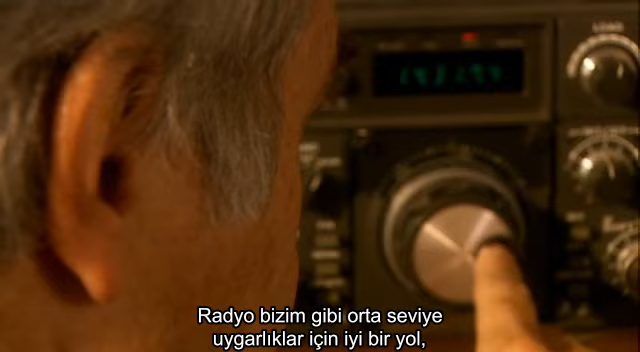 Radyo bizim gibi orta seviye
uygarlıklar için iyi bir yol,